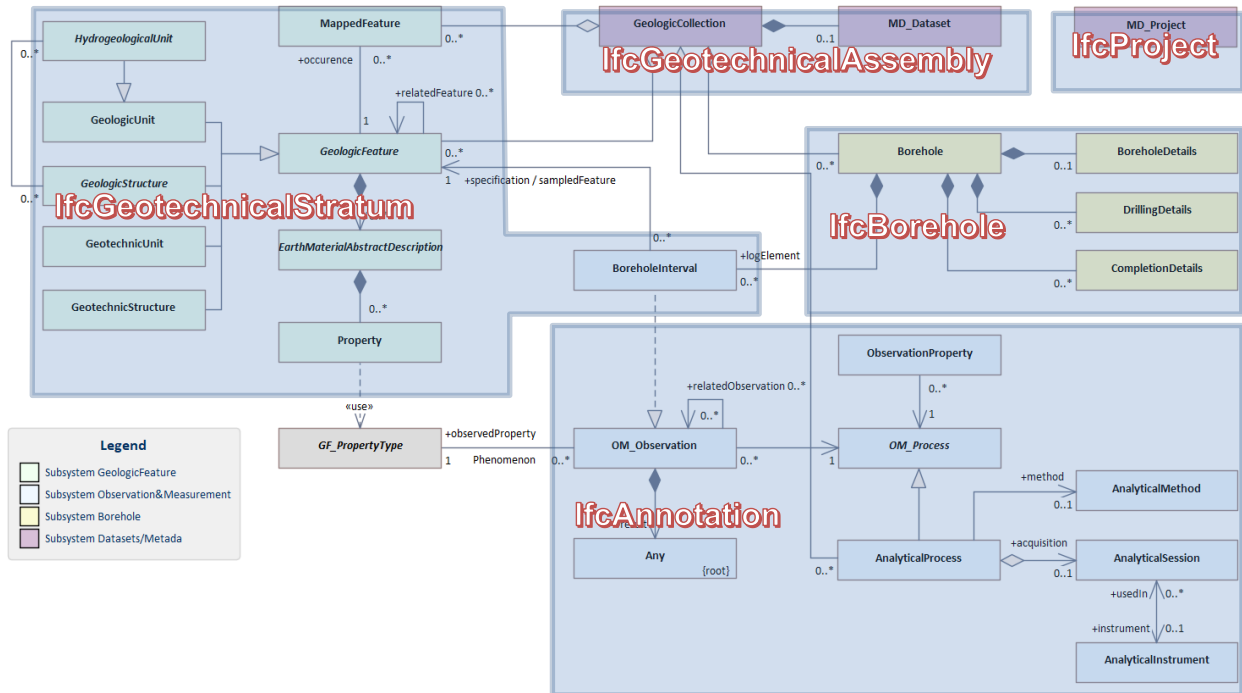 HydrogeologicalUnit
0..*
MappedFeature
0..*
+occurence
0..*
GeologicCollection
0..1
MD_Dataset
MD_Project
IfcGeotechnicalAssembly
IfcProject
+relatedFeature 0..*
GeologicUnit
1
GeologicFeature
0..*
1
+specification / sampledFeature
GeologicStructure
0..*
IfcGeotechnicalStratum
GeotechnicUnit
EarthMaterialAbstractDescription
0..*
GeotechnicStructure
Property
0..*
BoreholeInterval
+logElement
0..*
0..*
Borehole
0..1
BoreholeDetails
DrillingDetails
0..*
IfcBorehole
CompletionDetails
0..*
ObservationProperty
0..*
1
+relatedObservation 0..*
0..*
«use»
GF_PropertyType
+observedProperty
1
Phenomenon
0..*
OM_Observation
0..*
1
OM_Process
IfcAnnotation
Any
{root}
+method
0..1
AnalyticalMethod
0..*
AnalyticalProcess
+acquisition
0..1
AnalyticalSession
+usedIn
0..*
+instrument
0..1
AnalyticalInstrument
Legend
Subsystem GeologicFeature
Subsystem Observation&Measurement
Subsystem Borehole
Subsystem Datasets/Metada